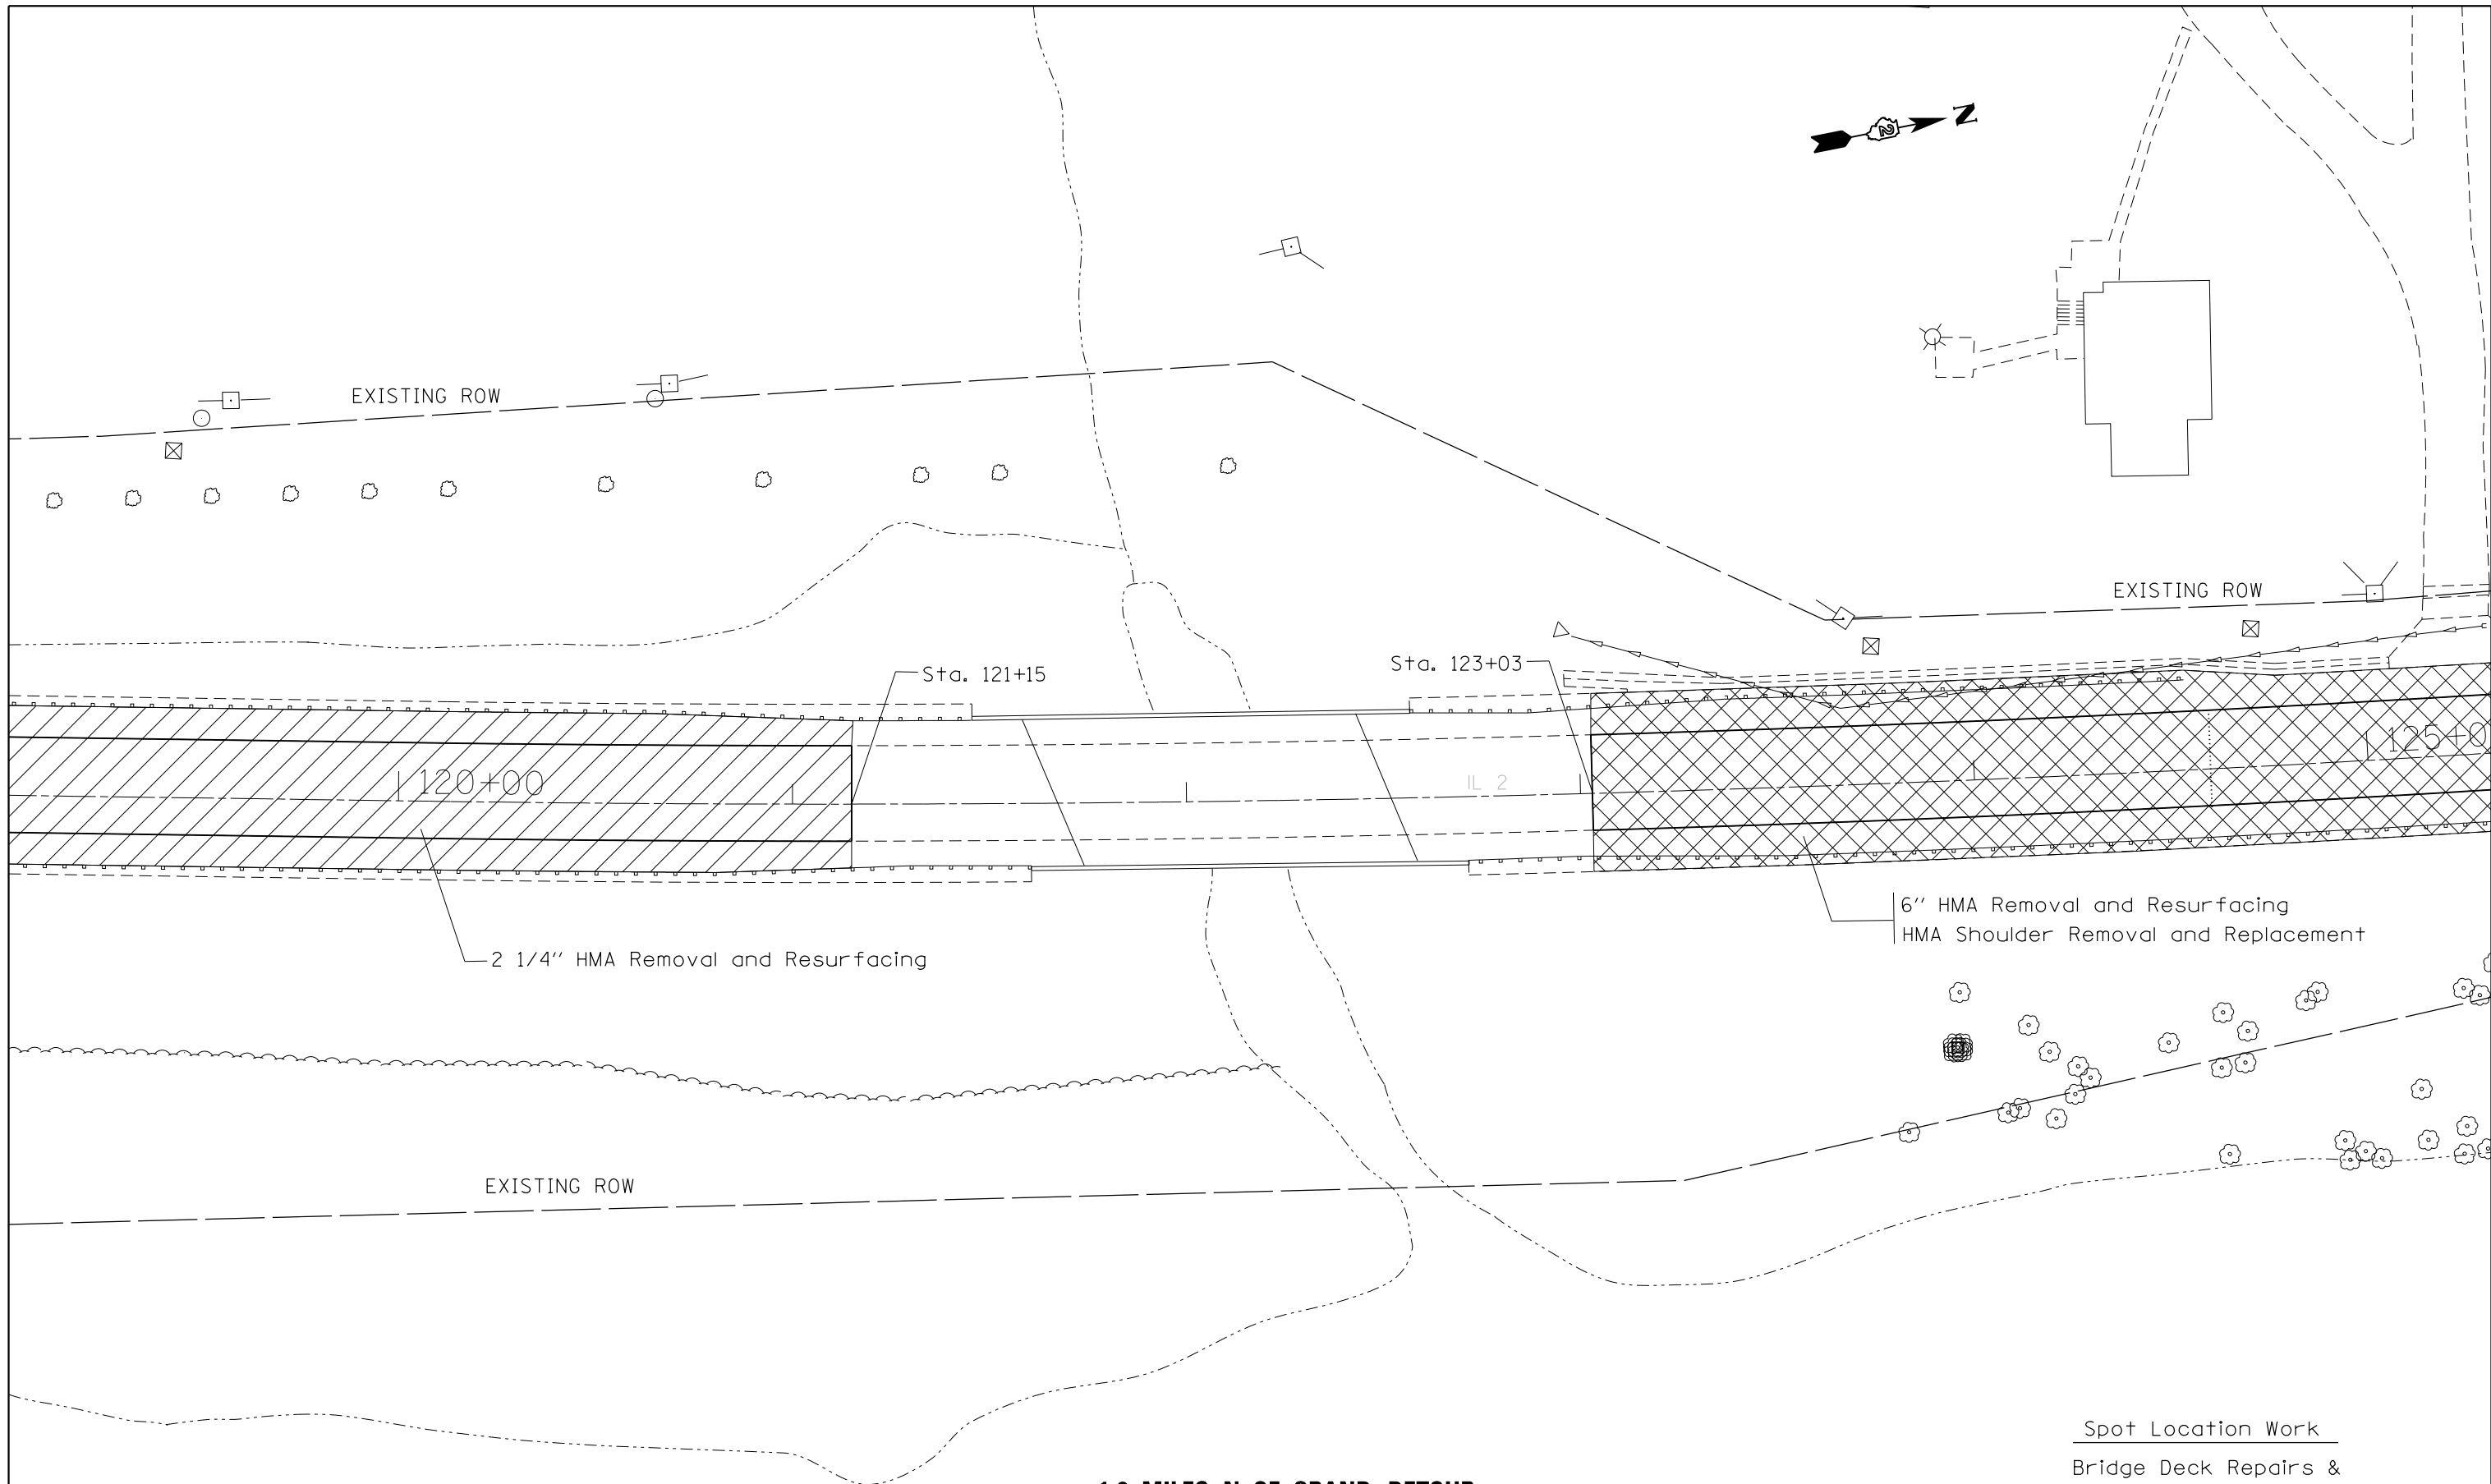 N
2
EXISTING ROW
EXISTING ROW
Sta. 121+15
Sta. 123+03
120+00
IL 2
125+0
6" HMA Removal and Resurfacing
HMA Shoulder Removal and Replacement
2 1/4" HMA Removal and Resurfacing
EXISTING ROW
Spot Location Work
Bridge Deck Repairs &